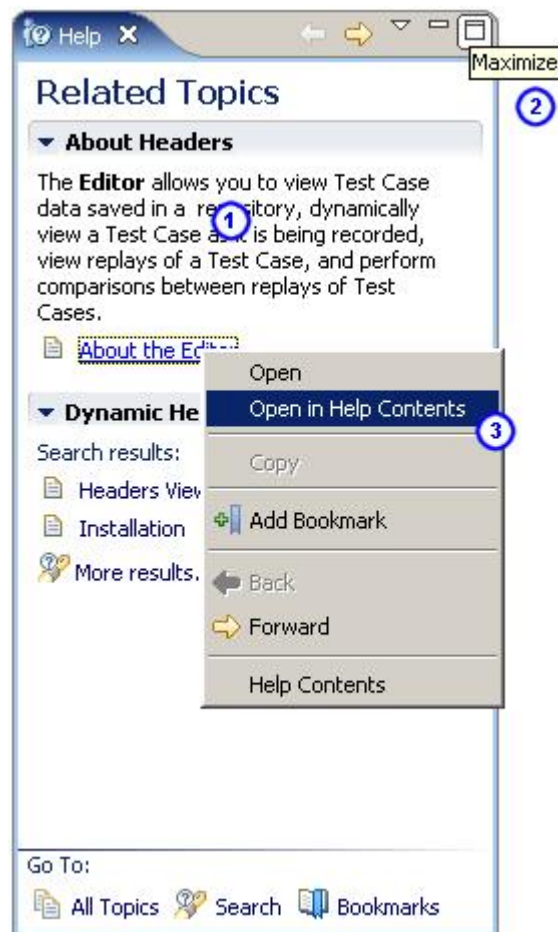 Help
Maximize
Related Topics
2
About Headers
The Editor allows you to view Test Case
data saved in a repository, dynamically
1
view a Test Case as it is being recorded,
view replays of a Test Case, and perform
comparisons between replays of Test
Cases.
About the Editor
Open
Open in Help Contents
3
Dynamic He
Search results:
Copy
Headers View
Installation
Add Bookmark
More results.
Back
Forward
Help Contents
Go To:
All Topics Search Bookmarks